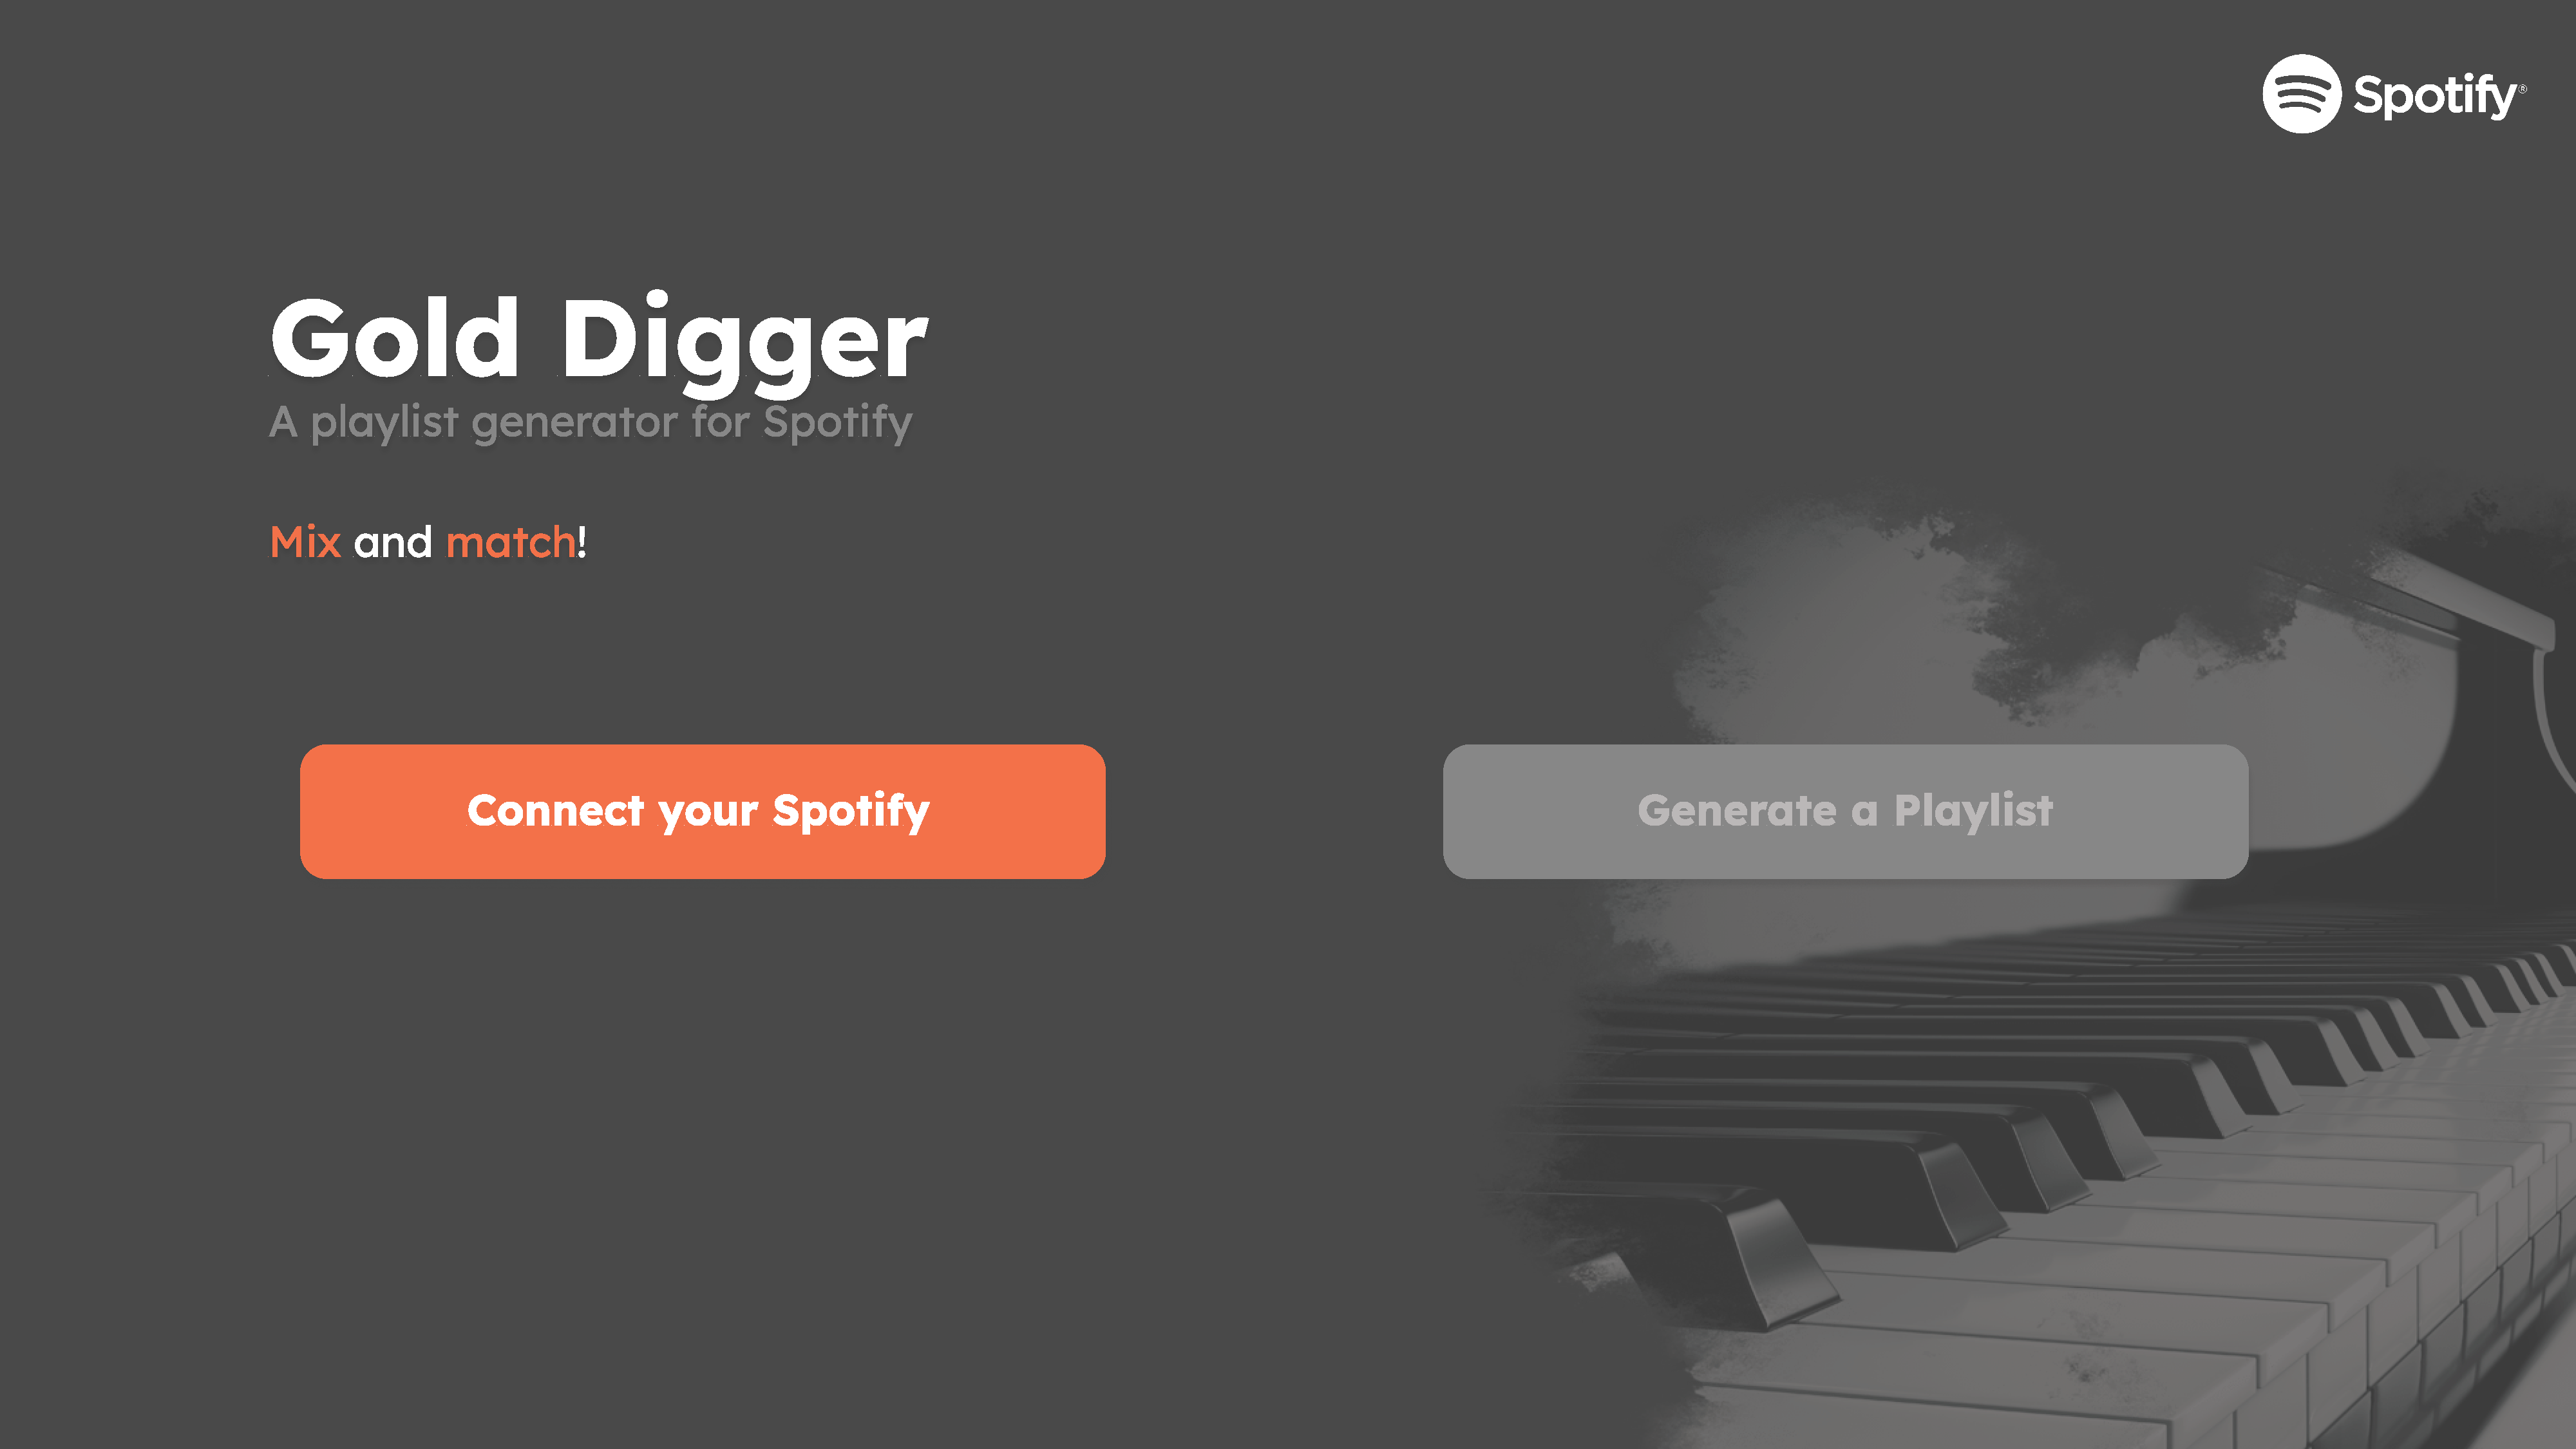 Spotify®
Gold Digger
A playlist generator for Spotify
Mix and match!
Connect your Spotify
Generate a Playlist